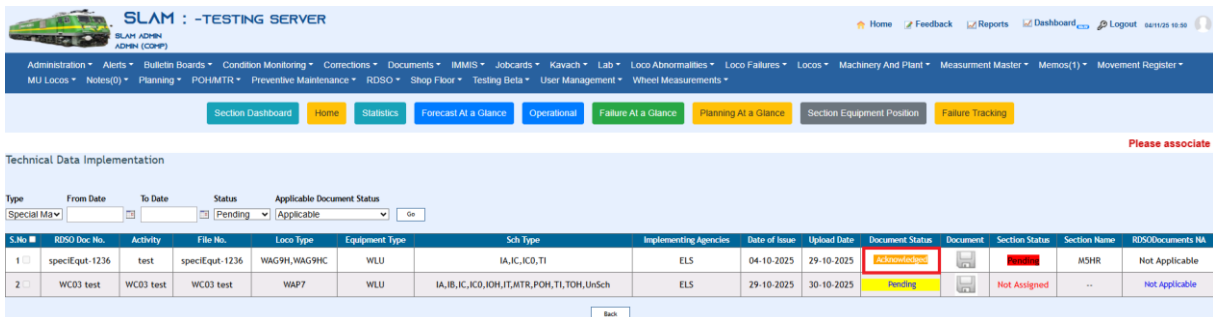 SLAM : -TESTING SERVER
SLAM ADMIN
ADMIN (COMP)
Home Feedback Reports Dashboard Logout 04/11/25 10:50
Administration Alerts Bulletin Boards Condition Monitoring Corrections Documents IMMIS Jobcards Kavach Lab Loco Abnormalities Loco Failures Locos Machinery And Plant Measurment Master Memos(1) Movement Register
MU Locos Notes(0) Planning POH/MTR Preventive Maintenance RDSO Shop Floor Testing Beta User Management Wheel Measurements
Section Dashboard Home Statistics Forecast At a Glance Operational Failure At a Glance Planning At a Glance Section Equipment Position Failure Tracking
Please associate
Technical Data Implementation
Type From Date To Date Status Applicable Document Status
Special Ma Pending Applicable Go
S.No RDSO Doc No. Activity File No. Loco Type Equipment Type Sch Type Implementing Agencies Date of Issue Upload Date Document Status Document Section Status Section Name RDSODocuments NA
1 speciEqut-1236 test speciEqut-1236 WAG9H,WAG9HC WLU IA,IC,IC0,TI ELS 04-10-2025 29-10-2025 Acknowledged Pending M5HR Not Applicable
2 WC03 test WC03 test WC03 test WAP7 WLU IA,IB,IC,IC0,IOH,IT,MTR,POH,TI,TOH,UnSch ELS 29-10-2025 30-10-2025 Pending Not Assigned -- Not Applicable
Back